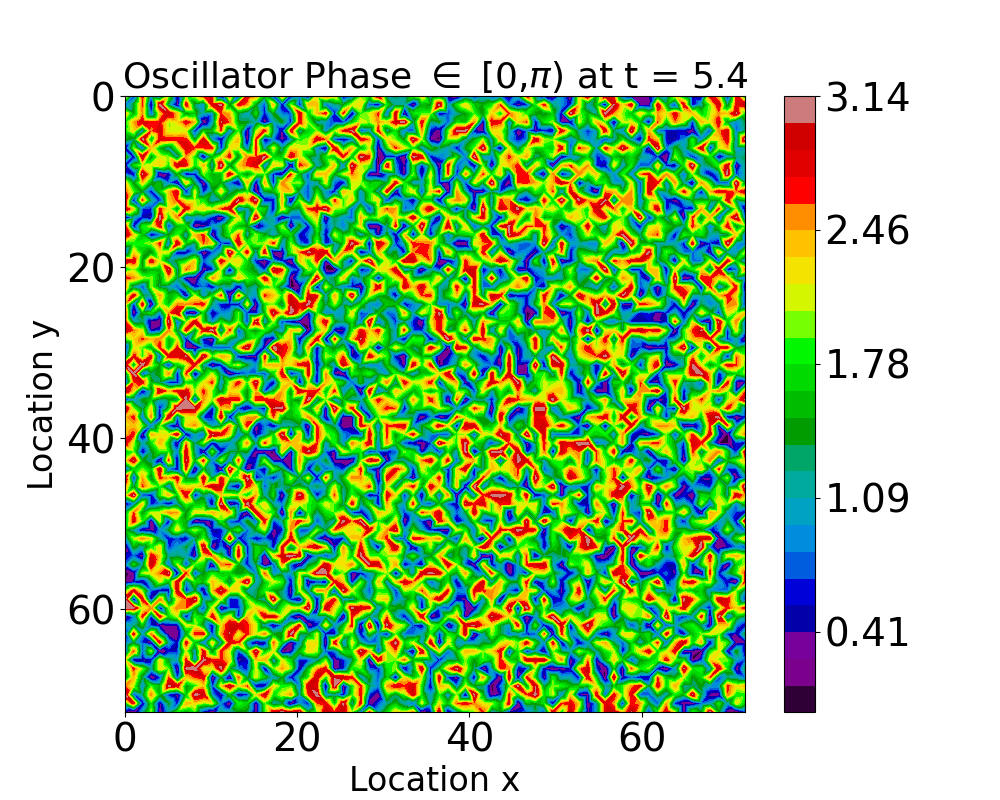 Oscillator Phase ∈ [0,π) at t = 5.4
0
20
40
60
Location y
0 20 40 60
Location x
3.14
2.46
1.78
1.09
0.41